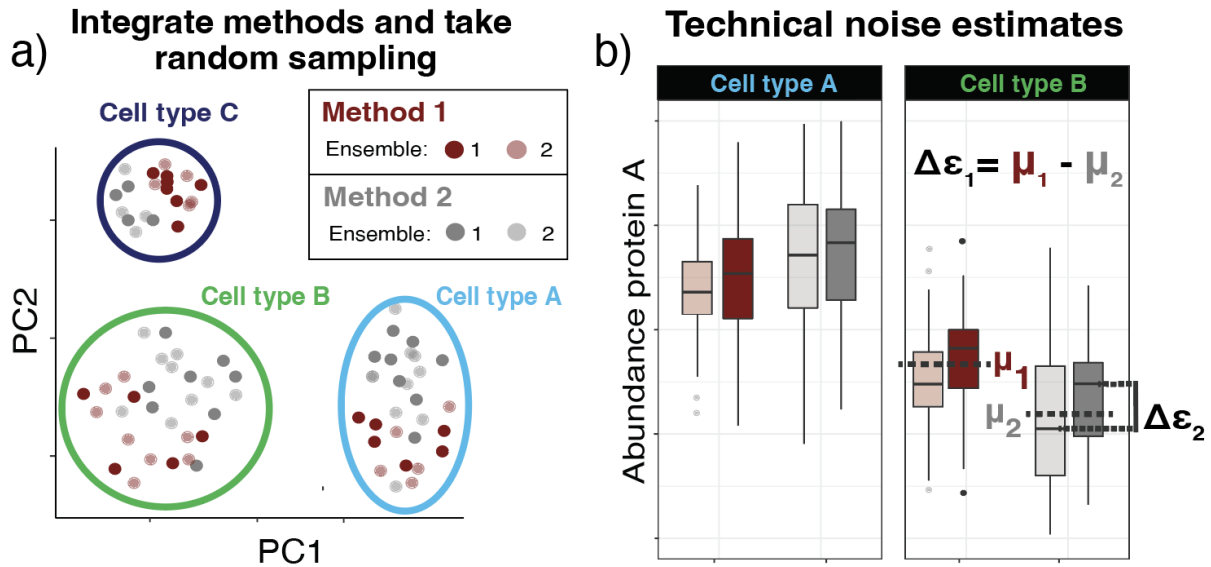 a)
Integrate methods and take
random sampling
Cell type C
Method 1
Ensemble: 1 2
Method 2
Ensemble: 1 2
Cell type B
Cell type A
PC2
PC1
b)
Technical noise estimates
Cell type A
Cell type B
Abundance protein A
Δε₁= μ₁ - μ₂
μ₁
μ₂
Δε₂